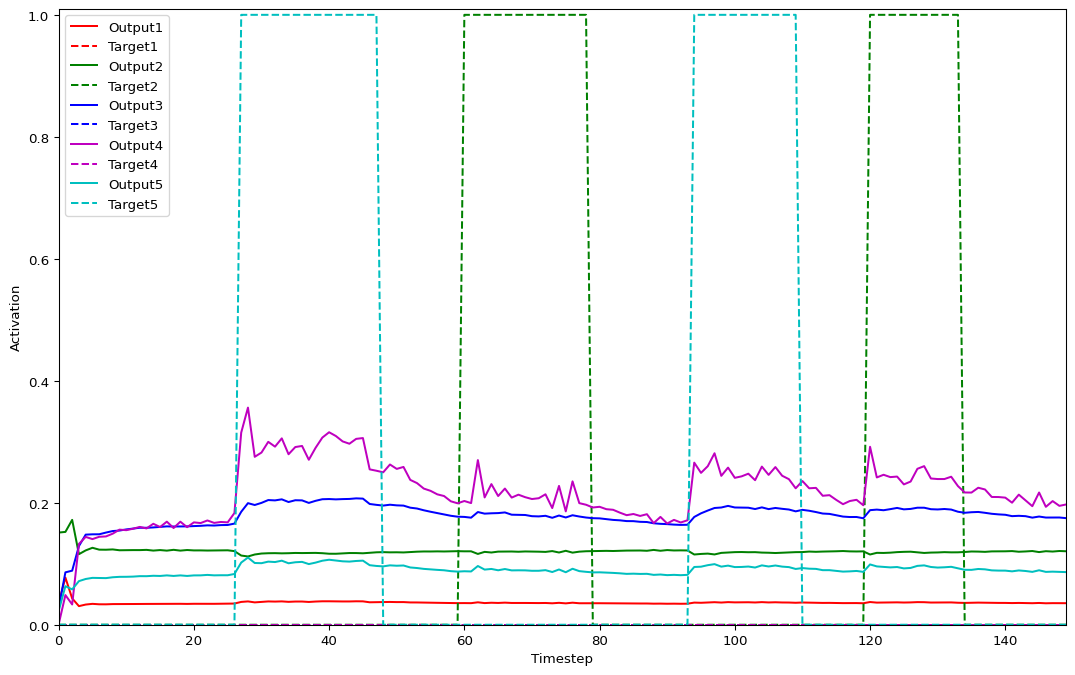 1.0
0.8
0.6
0.4
0.2
0.0
Activation
Output1
Target1
Output2
Target2
Output3
Target3
Output4
Target4
Output5
Target5
0 20 40 60 80 100 120 140
Timestep